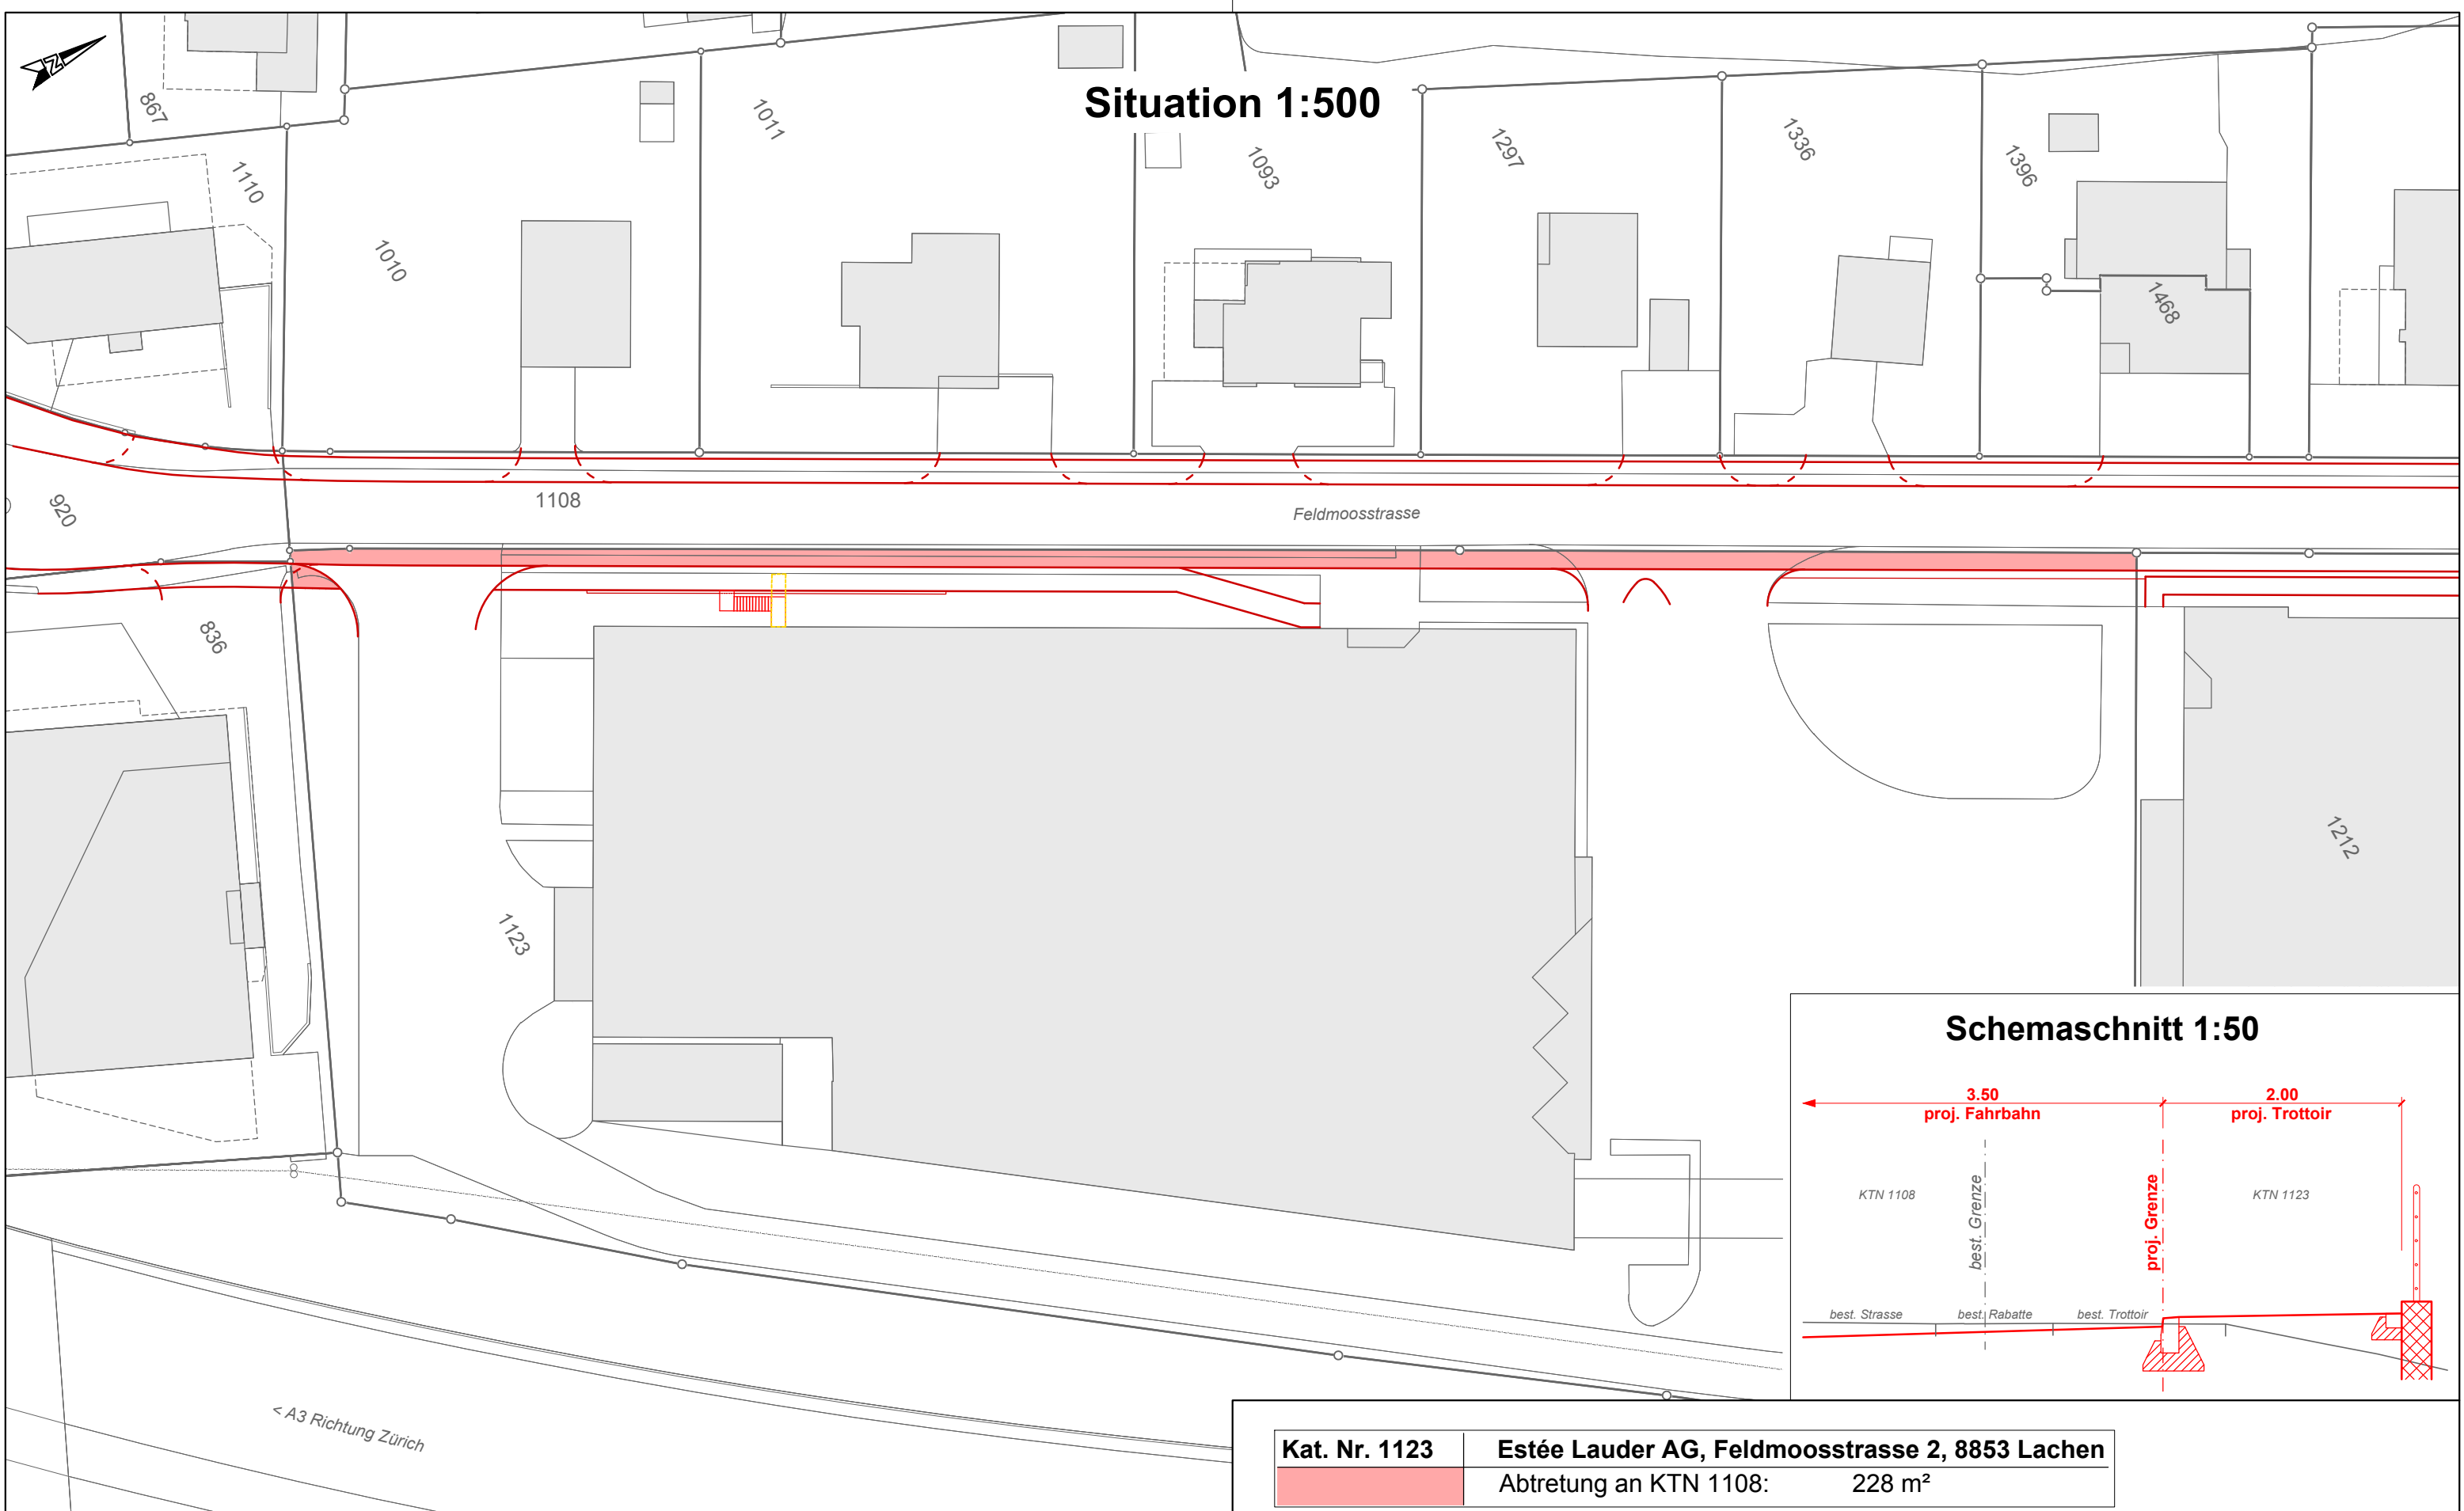 N
Situation 1:500
867
1110
1010
1011
1093
1297
1336
1396
1468
920
1108
Feldmoosstrasse
836
1123
1212
Schemaschnitt 1:50
3.50
proj. Fahrbahn
2.00
proj. Trottoir
KTN 1108
best. Grenze
proj. Grenze
KTN 1123
best. Strasse
best. Rabatte
best. Trottoir
< A3 Richtung Zürich
Kat. Nr. 1123 Estée Lauder AG, Feldmoosstrasse 2, 8853 Lachen
Abtretung an KTN 1108: 228 m²